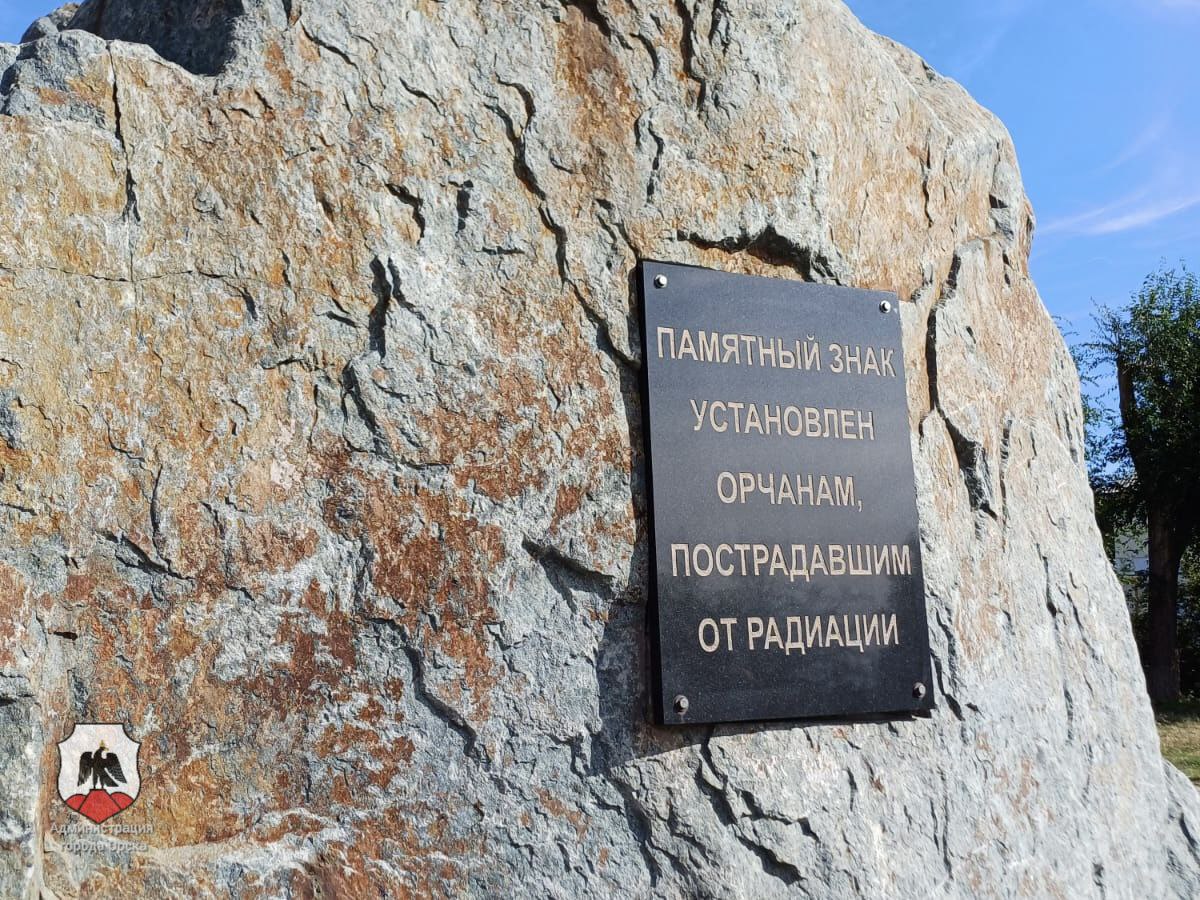 ПАМЯТНЫЙ ЗНАК
УСТАНОВЛЕН
ОРЧАНАМ,
ПОСТРАДАВШИМ
ОТ РАДИАЦИИ
Администрация
города Орска